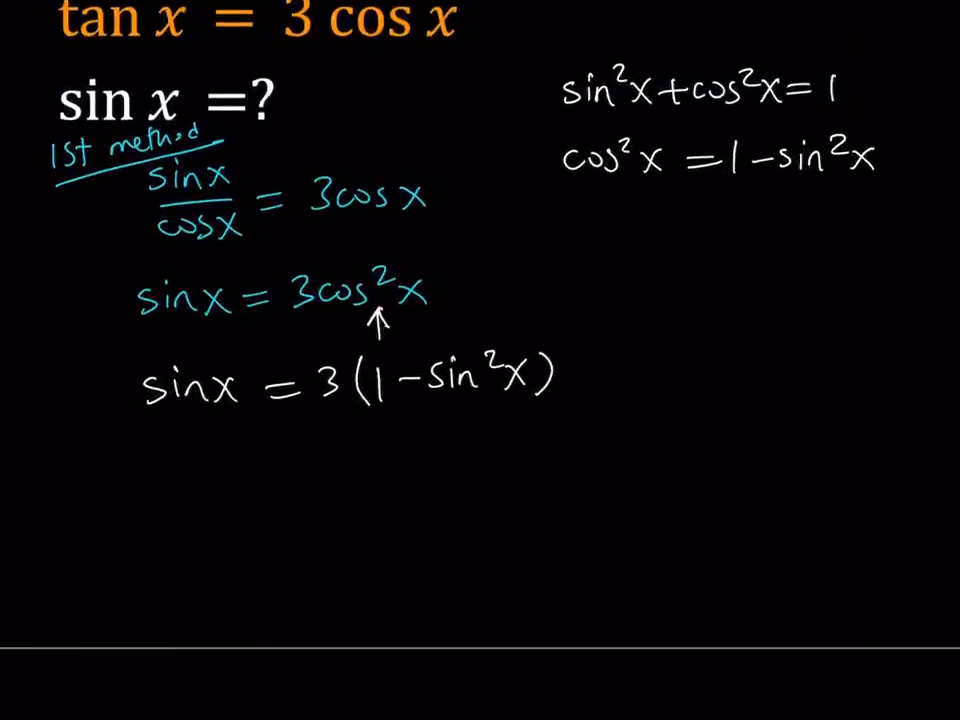 tan x = 3 cos x
sin x =?
1st method
sinx/cosx = 3cosx
sinx = 3cos²x
sinx = 3(1-sin²x)
sin²x+cos²x=1
cos²x =1-sin²x